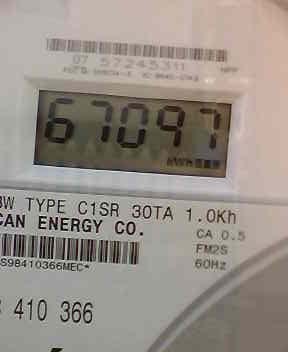 07 57245311
67097
kWh
3W TYPE C1SR 30TA 1.0Kh
CAN ENERGY CO.
CA 0.5
FM2S
S98410366MEC*
60Hz
410 366